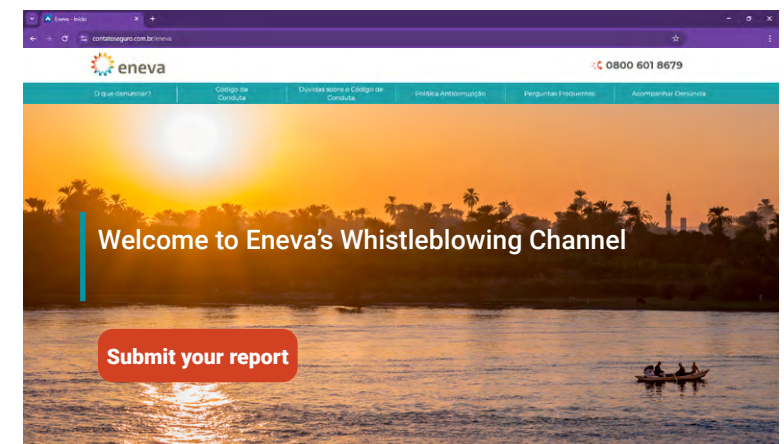 Eneva - Início
contatoseguro.com.br/eneva
eneva
0800 601 8679
O que denunciar?
Código de
Conduta
Dúvidas sobre o Código de
Conduta
Política Anticorrupção
Perguntas Frequentes
Acompanhar Denúncia
Welcome to Eneva’s Whistleblowing Channel
Submit your report